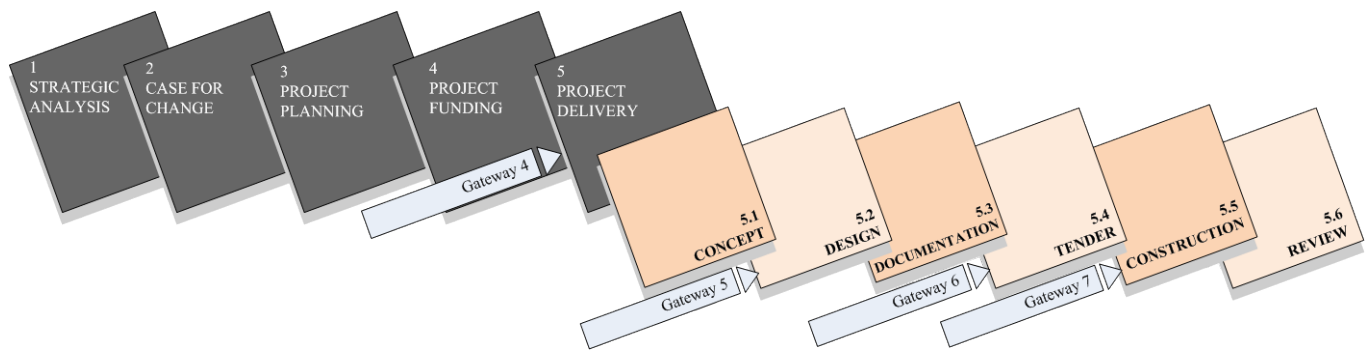 1
STRATEGIC
ANALYSIS
2
CASE FOR
CHANGE
3
PROJECT
PLANNING
4
PROJECT
FUNDING
5
PROJECT
DELIVERY
Gateway 4
5.1
CONCEPT
5.2
DESIGN
5.3
DOCUMENTATION
5.4
TENDER
5.5
CONSTRUCTION
5.6
REVIEW
Gateway 5
Gateway 6
Gateway 7